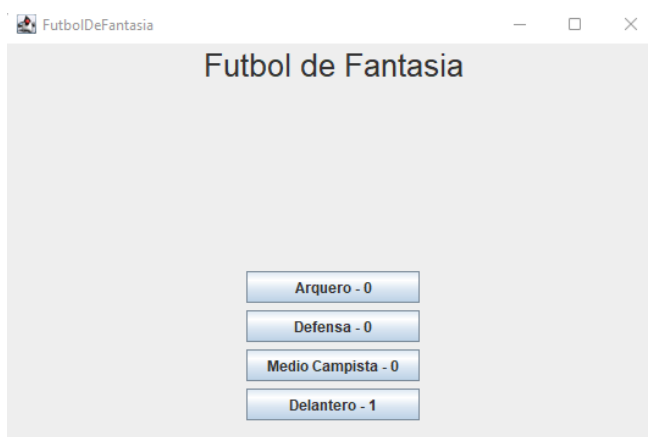 FutbolDeFantasia
Futbol de Fantasia
Arquero - 0
Defensa - 0
Medio Campista - 0
Delantero - 1